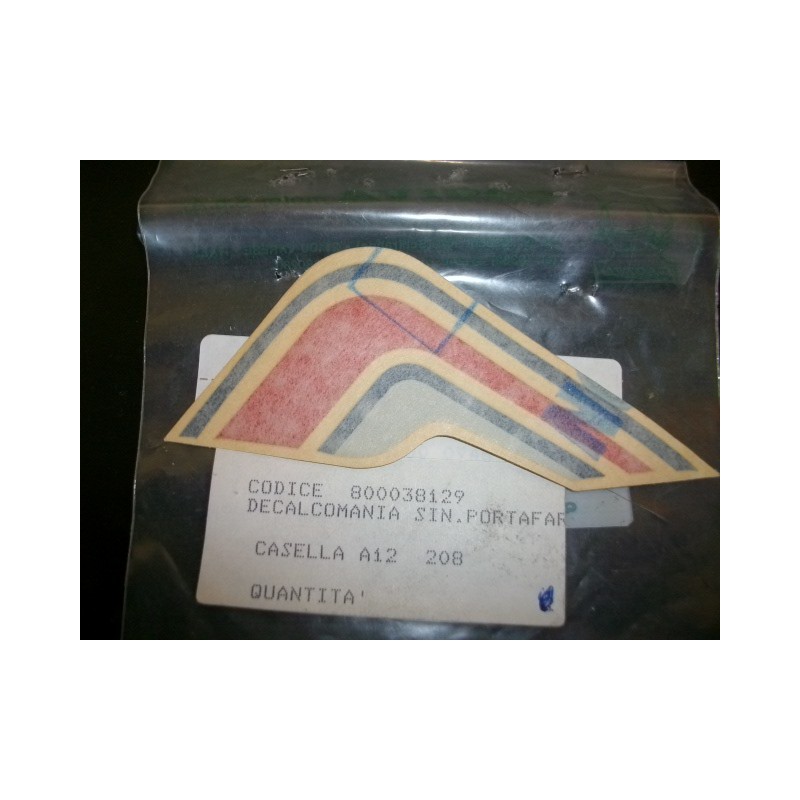 CODICE 800038129
DECALCOMANIA SIN.PORTAFAR
CASELLA A12 208
QUANTITA'
P